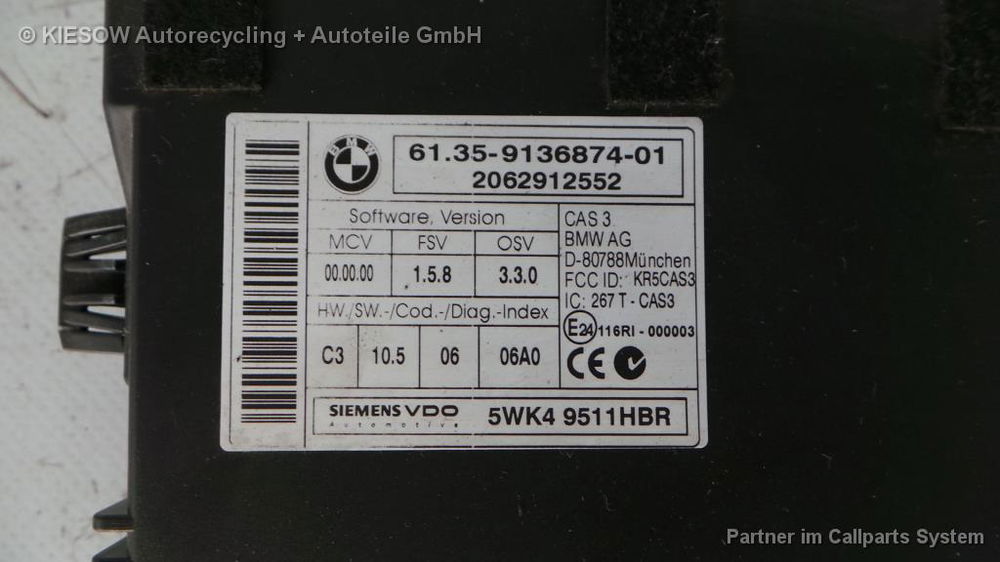 © KIESOW Autorecycling + Autoteile GmbH
BMW
61.35-9136874-01
2062912552
Software, Version
MCV FSV OSV
00.00.00 1.5.8 3.3.0
HW./SW.-/Cod.-/Diag.-Index
C3 10.5 06 06A0
CAS 3
BMW AG
D-80788München
FCC ID: KR5CAS3
IC: 267 T - CAS3
E24 116RI - 000003
CE
SIEMENS VDO
Automotive
5WK4 9511HBR
Partner im Callparts System